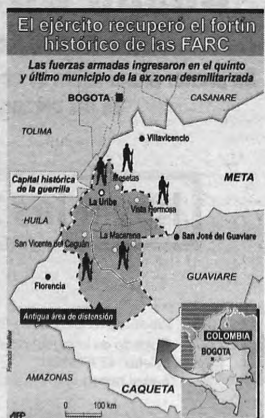 El ejército recuperó el fortín
histórico de las FARC
Las fuerzas armadas ingresaron en el quinto
y último municipio de la ex zona desmilitarizada
BOGOTA
CASANARE
TOLIMA
Villavicencio
META
Capital histórica
de la guerrilla
Mesetas
La Uribe
Vista Hermosa
HUILA
La Macarena
San José del Guaviare
San Vicente del Caguán
GUAVIARE
Florencia
Antigua área de distensión
COLOMBIA
BOGOTA
AMAZONAS
CAQUETA
0 100 km
AFP